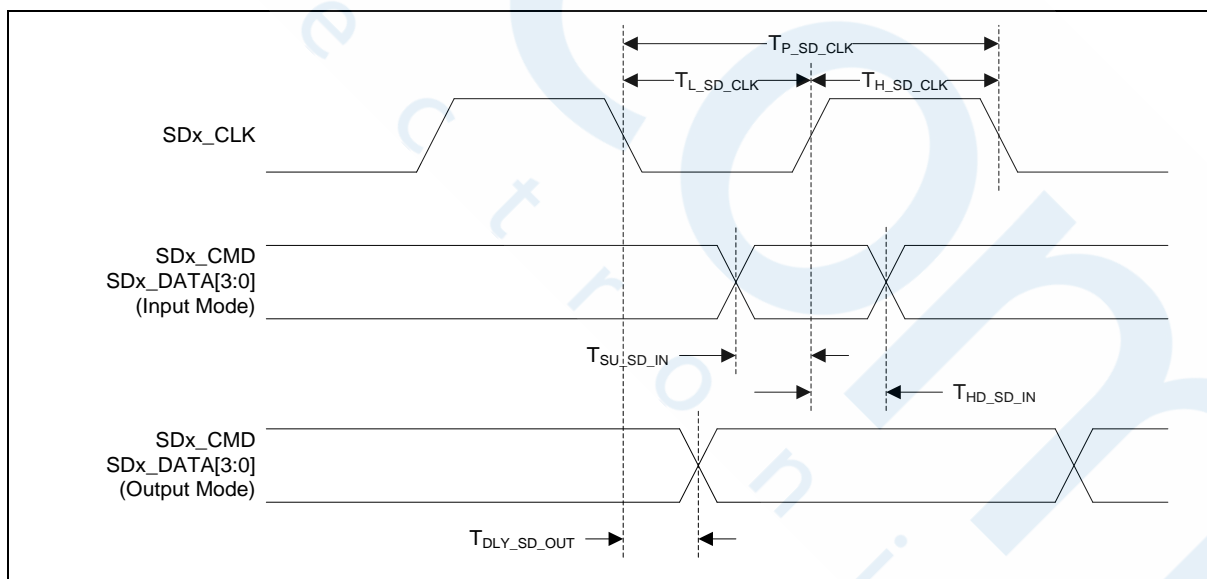 T_P_SD_CLK
T_L_SD_CLK
T_H_SD_CLK
SDx_CLK
SDx_CMD
SDx_DATA[3:0]
(Input Mode)
T_SU_SD_IN
T_HD_SD_IN
SDx_CMD
SDx_DATA[3:0]
(Output Mode)
T_DLY_SD_OUT